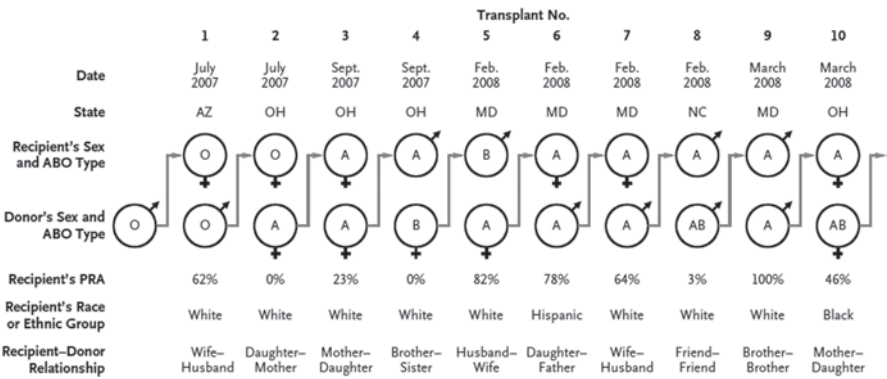 Transplant No.
1 2 3 4 5 6 7 8 9 10
Date July 2007 July 2007 Sept. 2007 Sept. 2007 Feb. 2008 Feb. 2008 Feb. 2008 Feb. 2008 March 2008 March 2008
State AZ OH OH OH MD MD MD NC MD OH
Recipient's Sex and ABO Type O O A A B A A A A A
Donor's Sex and ABO Type O O A A B A A A AB A AB
Recipient's PRA 62% 0% 23% 0% 82% 78% 64% 3% 100% 46%
Recipient's Race or Ethnic Group White White White White White Hispanic White White White Black
Recipient–Donor Relationship Wife–Husband Daughter–Mother Mother–Daughter Brother–Sister Husband–Wife Daughter–Father Wife–Husband Friend–Friend Brother–Brother Mother–Daughter